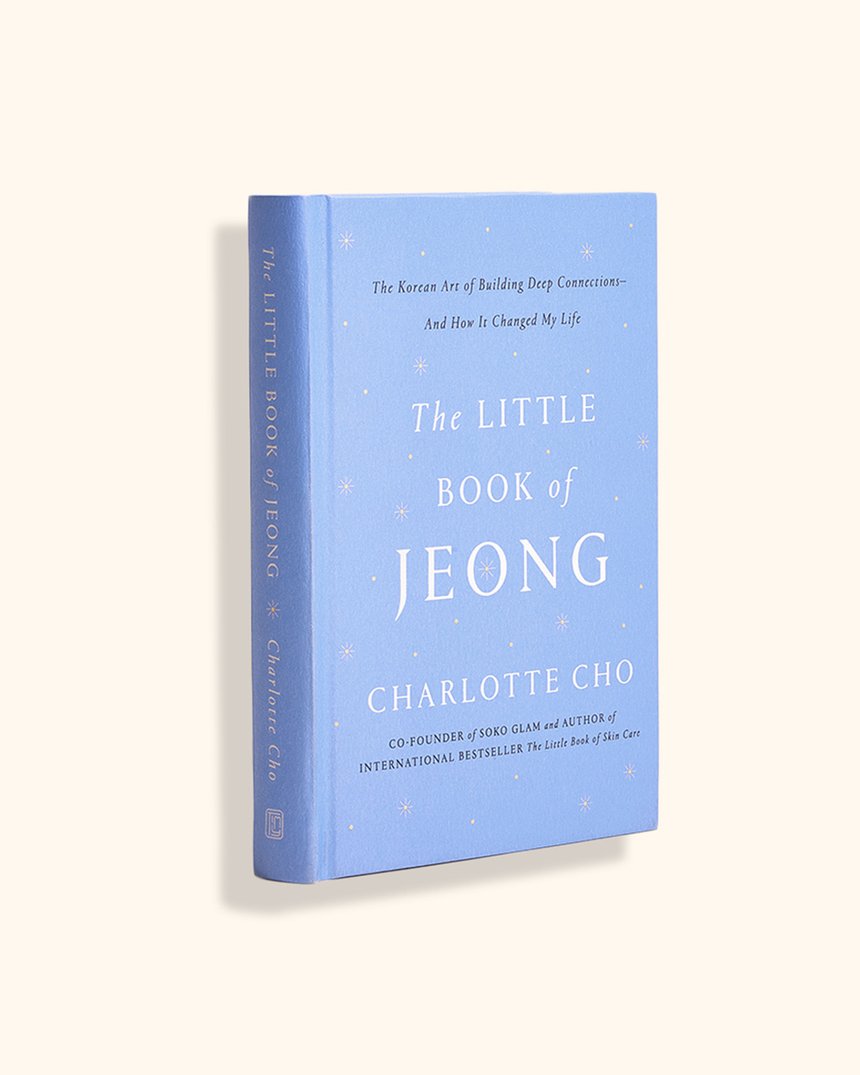 The LITTLE BOOK of JEONG * Charlotte Cho
The Korean Art of Building Deep Connections—
And How It Changed My Life
The LITTLE
BOOK of
JEONG
CHARLOTTE CHO
CO-FOUNDER of SOKO GLAM and AUTHOR of
INTERNATIONAL BESTSELLER The Little Book of Skin Care